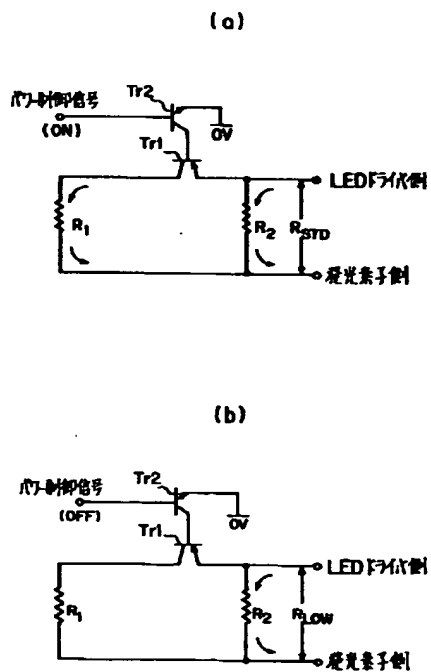 (a)
Tr2
パワー制御信号
(ON)
0V
Tr1
LEDドライバ側
R1
R2
RSTD
発光素子側
(b)
Tr2
パワー制御信号
(OFF)
0V
Tr1
LEDドライバ側
R1
R2
RLOW
発光素子側